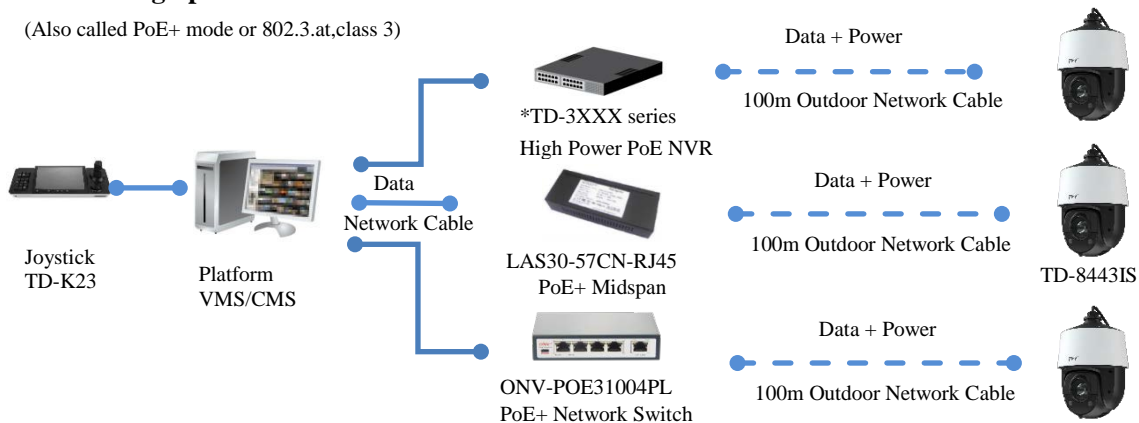 (Also called PoE+ mode or 802.3.at,class 3)
Data + Power
100m Outdoor Network Cable
*TD-3XXX series
High Power PoE NVR
Data
Network Cable
Data + Power
100m Outdoor Network Cable
Joystick
TD-K23
Platform
VMS/CMS
LAS30-57CN-RJ45
PoE+ Midspan
TD-8443IS
Data + Power
100m Outdoor Network Cable
ONV-POE31004PL
PoE+ Network Switch